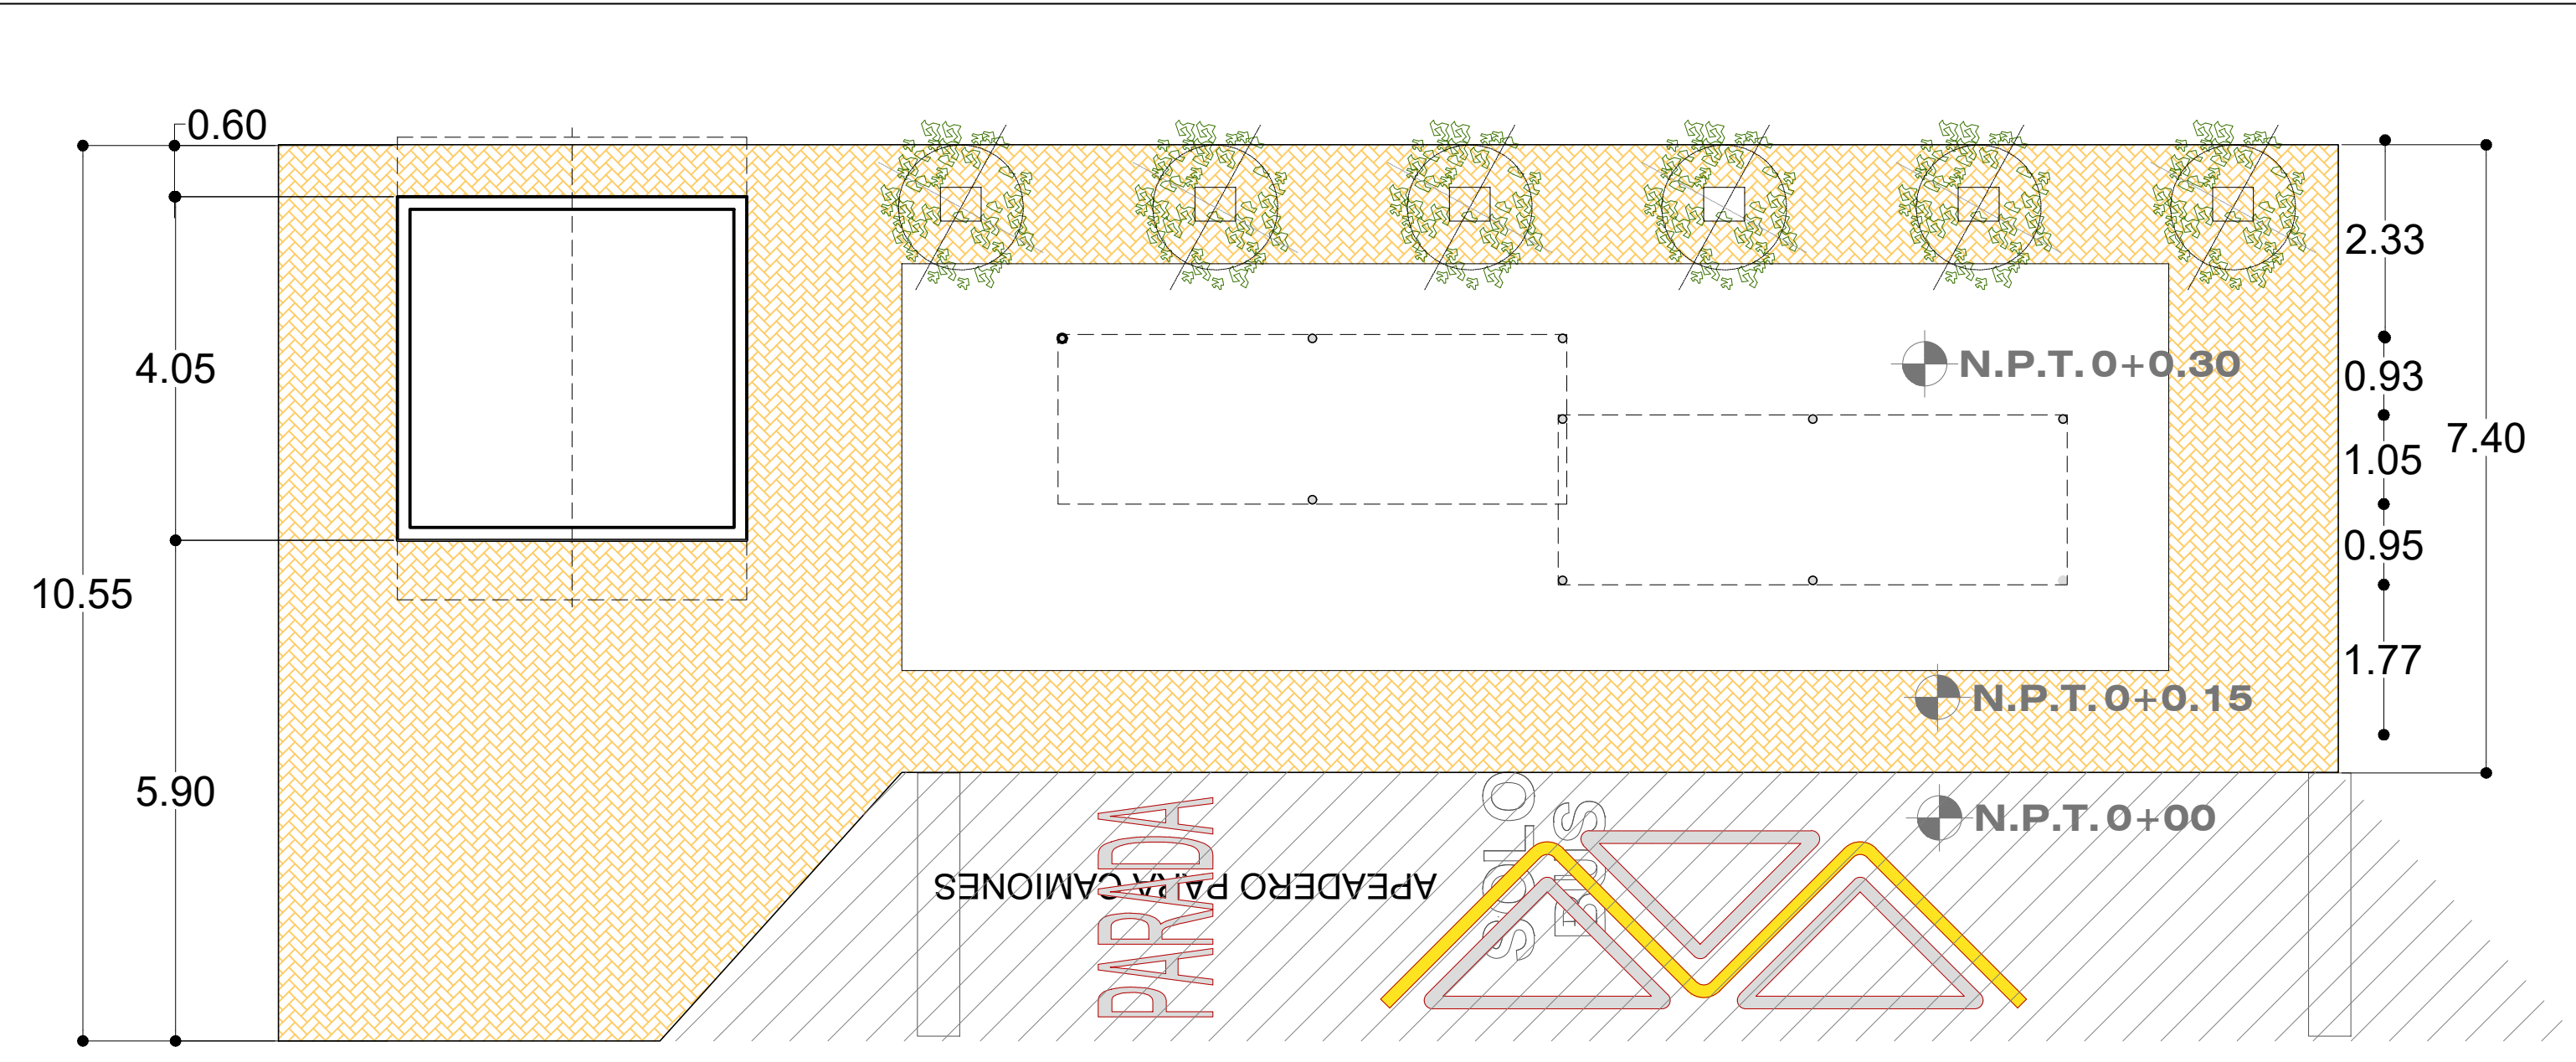 0.60
2.33
N.P.T. 0+0.30
4.05
0.93
7.40
1.05
0.95
10.55
1.77
N.P.T. 0+0.15
5.90
N.P.T. 0+00
SOLO
BUS
PARADA
APEADERO PARA CAMIONES